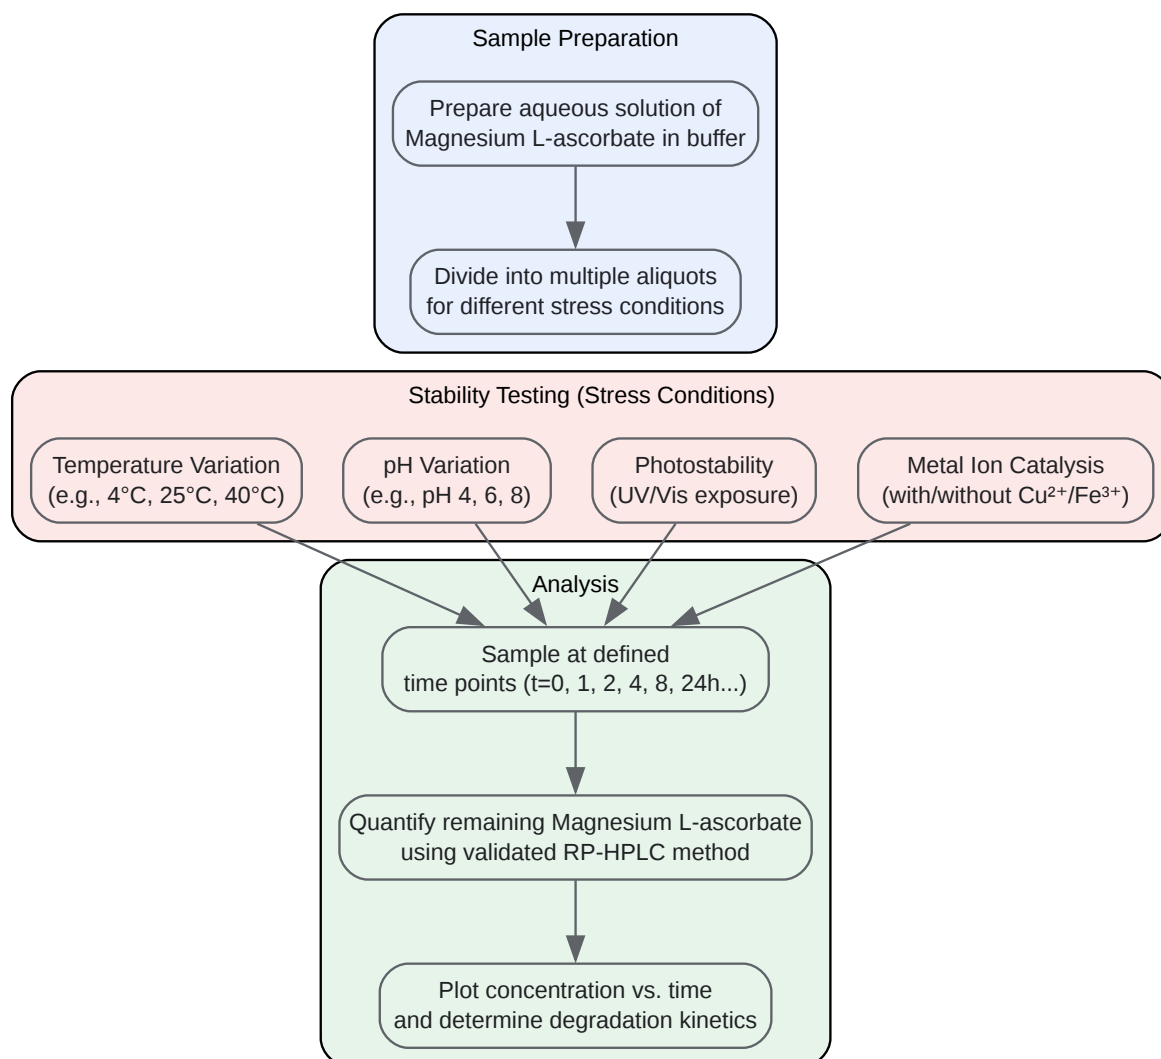 Sample Preparation
Prepare aqueous solution of
Magnesium L-ascorbate in buffer
Divide into multiple aliquots
for different stress conditions
Stability Testing (Stress Conditions)
Temperature Variation
(e.g., 4°C, 25°C, 40°C)
pH Variation
(e.g., pH 4, 6, 8)
Photostability
(UV/Vis exposure)
Metal Ion Catalysis
(with/without Cu²⁺/Fe³⁺)
Analysis
Sample at defined
time points (t=0, 1, 2, 4, 8, 24h...)
Quantify remaining Magnesium L-ascorbate
using validated RP-HPLC method
Plot concentration vs. time
and determine degradation kinetics